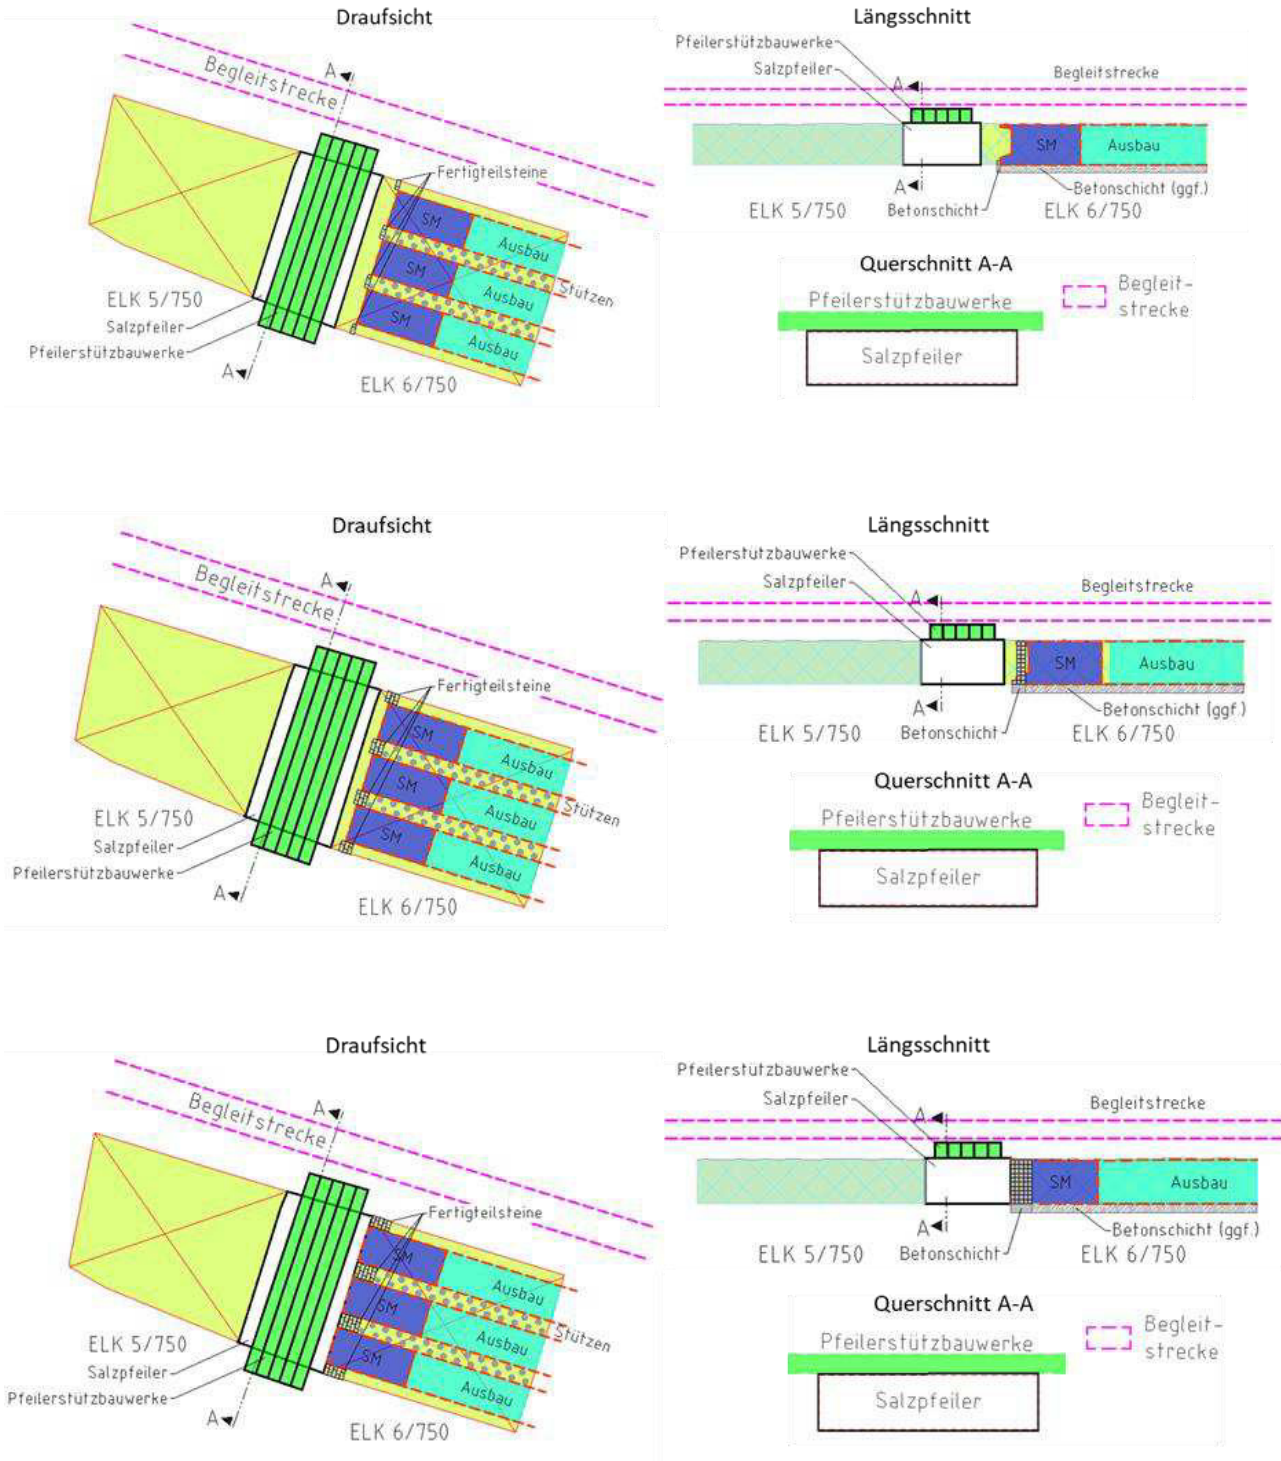 Draufsicht
A
Begleitstrecke
Fertigteilsteine
SM
Ausbau
SM
Ausbau
Stützen
SM
Ausbau
ELK 5/750
Salzpfeiler
Pfeilerstützbauwerke
A
ELK 6/750
Längsschnitt
Pfeilerstützbauwerke
Salzpfeiler
Begleitstrecke
A
SM
Ausbau
A
Betonschicht (ggf.)
ELK 5/750
Betonschicht
ELK 6/750
Querschnitt A-A
Pfeilerstützbauwerke
Salzpfeiler
Begleit-
strecke
Draufsicht
A
Begleitstrecke
Fertigteilsteine
SM
Ausbau
SM
Ausbau
Stützen
SM
Ausbau
ELK 5/750
Salzpfeiler
Pfeilerstützbauwerke
A
ELK 6/750
Längsschnitt
Pfeilerstützbauwerke
Salzpfeiler
Begleitstrecke
A
SM
Ausbau
A
Betonschicht (ggf.)
ELK 5/750
Betonschicht
ELK 6/750
Querschnitt A-A
Pfeilerstützbauwerke
Salzpfeiler
Begleit-
strecke
Draufsicht
A
Begleitstrecke
Fertigteilsteine
SM
Ausbau
SM
Ausbau
Stützen
SM
Ausbau
ELK 5/750
Salzpfeiler
Pfeilerstützbauwerke
A
ELK 6/750
Längsschnitt
Pfeilerstützbauwerke
Salzpfeiler
Begleitstrecke
A
SM
Ausbau
A
Betonschicht (ggf.)
ELK 5/750
Betonschicht
ELK 6/750
Querschnitt A-A
Pfeilerstützbauwerke
Salzpfeiler
Begleit-
strecke